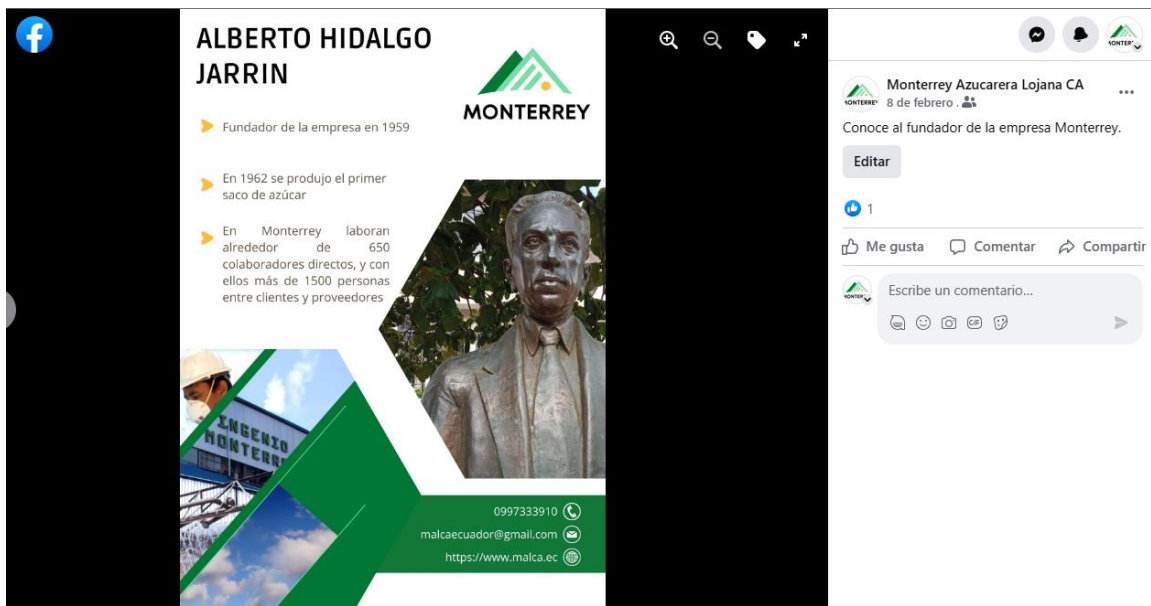 ALBERTO HIDALGO
JARRIN
MONTERREY
Fundador de la empresa en 1959
En 1962 se produjo el primer
saco de azúcar
En Monterrey laboran
alrededor de 650
colaboradores directos, y con
ellos más de 1500 personas
entre clientes y proveedores
INGENIO
MONTERRE
0997333910
malcaecuador@gmail.com
https://www.malca.ec
Monterrey Azucarera Lojana CA
8 de febrero .
Conoce al fundador de la empresa Monterrey.
Editar
1
Me gusta Comentar Compartir
Escribe un comentario...
GIF